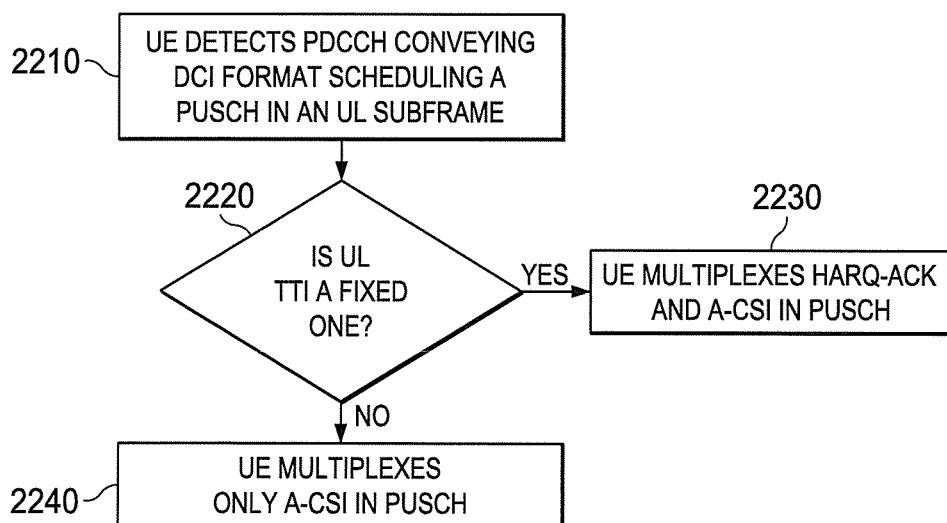 2210
UE DETECTS PDCCH CONVEYING
DCI FORMAT SCHEDULING A
PUSCH IN AN UL SUBFRAME
2220
IS UL
TTI A FIXED
ONE?
YES
2230
UE MULTIPLEXES HARQ-ACK
AND A-CSI IN PUSCH
NO
2240
UE MULTIPLEXES
ONLY A-CSI IN PUSCH